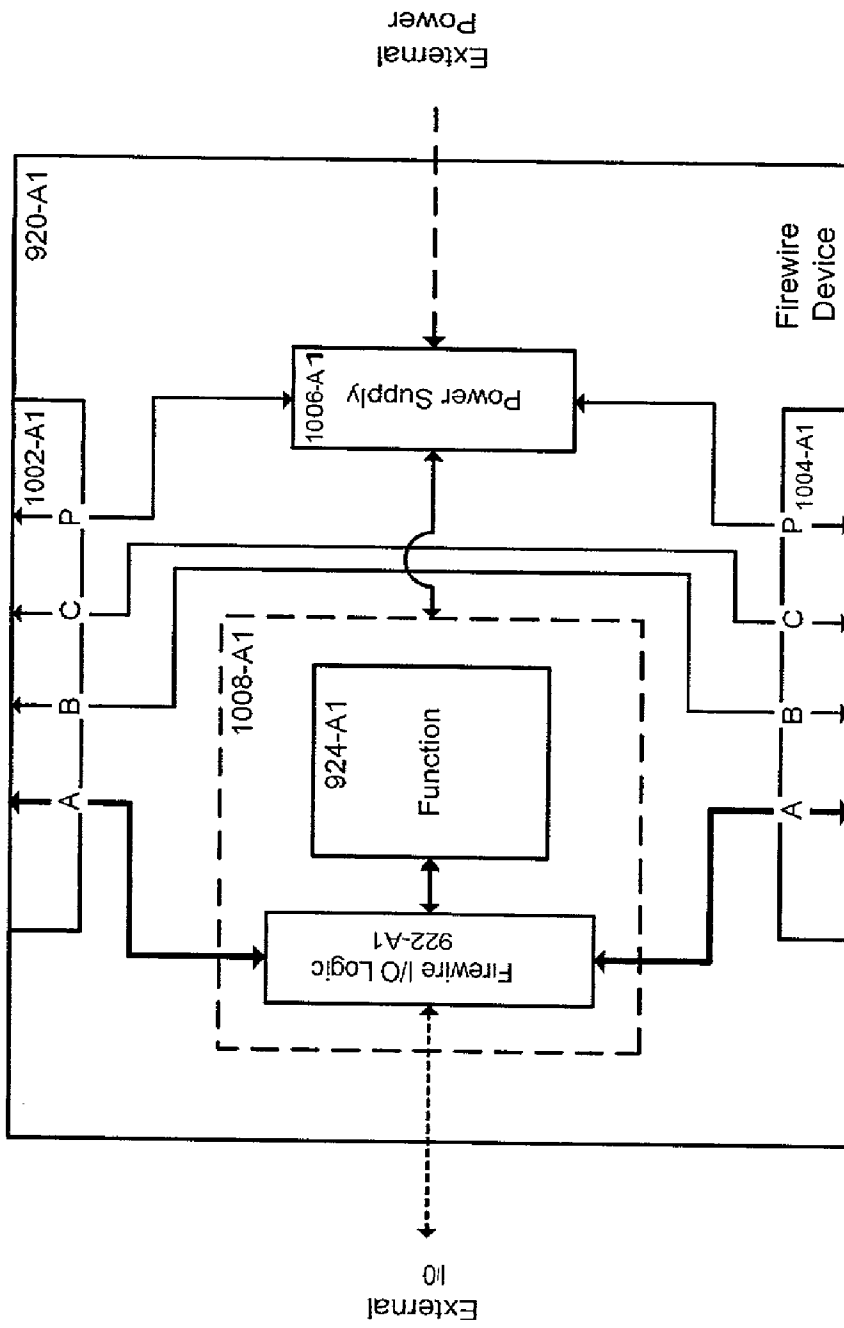 External
Power
920-A1
Firewire
Device
1002-A1
1006-A1
Power Supply
1004-A1
P
P
C
C
B
B
A
A
1008-A1
924-A1
Function
Firewire I/O Logic
922-A1
External
I/O